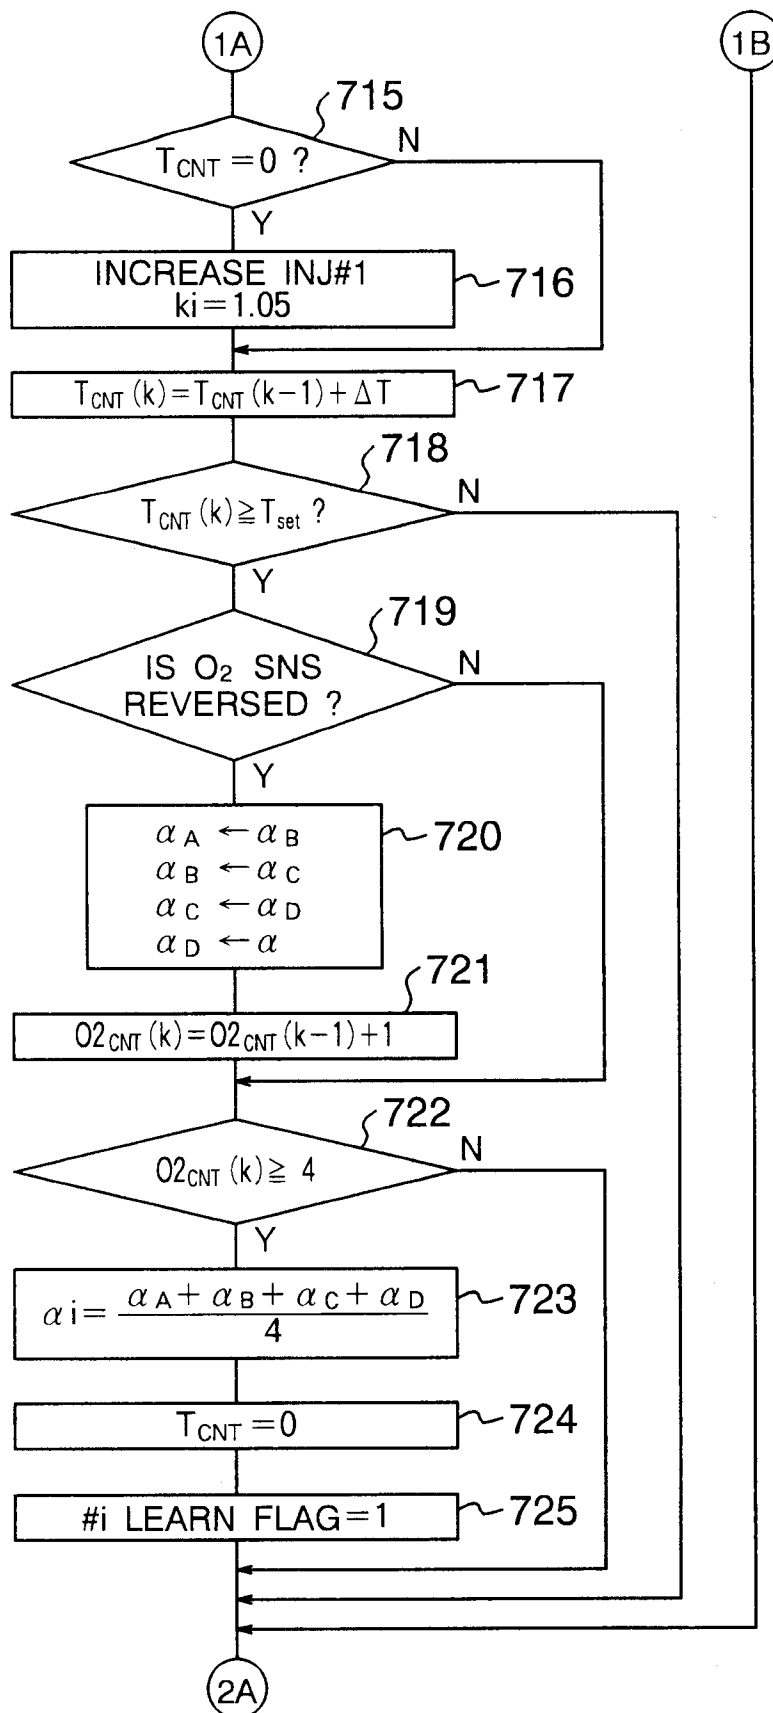 1A
1B
715
T_CNT = 0 ?
N
Y
INCREASE INJ#1
ki = 1.05
716
T_CNT (k) = T_CNT (k-1) + ΔT
717
718
T_CNT (k) ≧ T_set ?
N
Y
719
IS O₂ SNS
REVERSED ?
N
Y
α_A ← α_B
α_B ← α_C
α_C ← α_D
α_D ← α
720
721
O2_CNT (k) = O2_CNT (k-1) + 1
722
O2_CNT (k) ≧ 4
N
Y
αi = (α_A + α_B + α_C + α_D) / 4
723
T_CNT = 0
724
#i LEARN FLAG = 1
725
2A